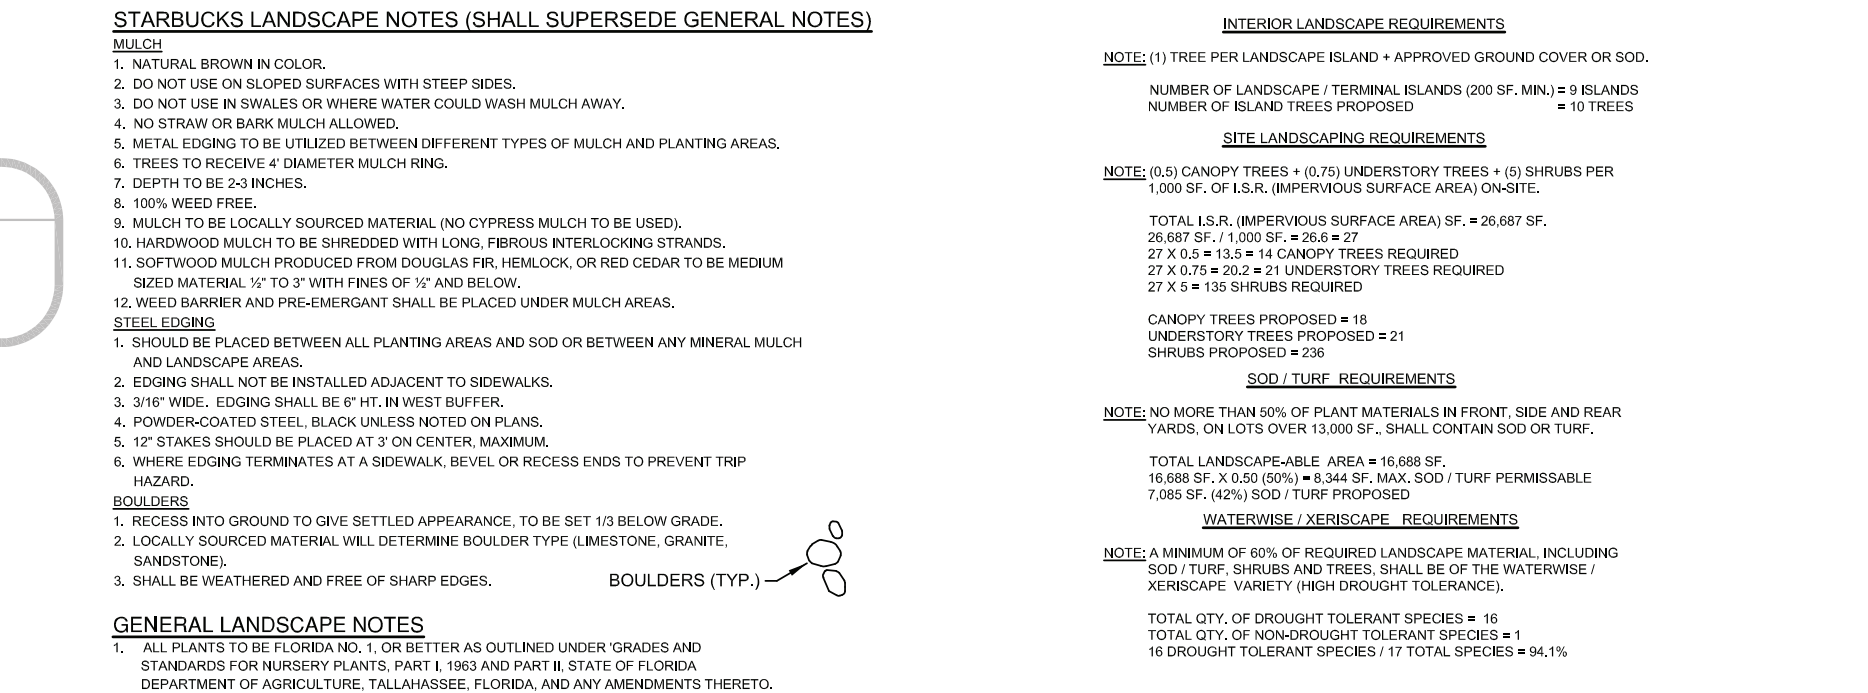 STARBUCKS LANDSCAPE NOTES (SHALL SUPERSEDE GENERAL NOTES)
MULCH
1. NATURAL BROWN IN COLOR.
2. DO NOT USE ON SLOPED SURFACES WITH STEEP SIDES.
3. DO NOT USE IN SWALES OR WHERE WATER COULD WASH MULCH AWAY.
4. NO STRAW OR BARK MULCH ALLOWED.
5. METAL EDGING TO BE UTILIZED BETWEEN DIFFERENT TYPES OF MULCH AND PLANTING AREAS.
6. TREES TO RECEIVE 4' DIAMETER MULCH RING.
7. DEPTH TO BE 2-3 INCHES.
8. 100% WEED FREE.
9. MULCH TO BE LOCALLY SOURCED MATERIAL (NO CYPRESS MULCH TO BE USED).
10. HARDWOOD MULCH TO BE SHREDDED WITH LONG, FIBROUS INTERLOCKING STRANDS.
11. SOFTWOOD MULCH PRODUCED FROM DOUGLAS FIR, HEMLOCK, OR RED CEDAR TO BE MEDIUM
SIZED MATERIAL ½" TO 3" WITH FINES OF ½" AND BELOW.
12. WEED BARRIER AND PRE-EMERGANT SHALL BE PLACED UNDER MULCH AREAS.
STEEL EDGING
1. SHOULD BE PLACED BETWEEN ALL PLANTING AREAS AND SOD OR BETWEEN ANY MINERAL MULCH
AND LANDSCAPE AREAS.
2. EDGING SHALL NOT BE INSTALLED ADJACENT TO SIDEWALKS.
3. 3/16" WIDE. EDGING SHALL BE 6" HT. IN WEST BUFFER.
4. POWDER-COATED STEEL, BLACK UNLESS NOTED ON PLANS.
5. 12" STAKES SHOULD BE PLACED AT 3' ON CENTER, MAXIMUM.
6. WHERE EDGING TERMINATES AT A SIDEWALK, BEVEL OR RECESS ENDS TO PREVENT TRIP
HAZARD.
BOULDERS
1. RECESS INTO GROUND TO GIVE SETTLED APPEARANCE, TO BE SET 1/3 BELOW GRADE.
2. LOCALLY SOURCED MATERIAL WILL DETERMINE BOULDER TYPE (LIMESTONE, GRANITE,
SANDSTONE).
3. SHALL BE WEATHERED AND FREE OF SHARP EDGES.
BOULDERS (TYP.)
GENERAL LANDSCAPE NOTES
1. ALL PLANTS TO BE FLORIDA NO. 1, OR BETTER AS OUTLINED UNDER 'GRADES AND
STANDARDS FOR NURSERY PLANTS, PART I, 1963 AND PART II, STATE OF FLORIDA
DEPARTMENT OF AGRICULTURE, TALLAHASSEE, FLORIDA, AND ANY AMENDMENTS THERETO.
INTERIOR LANDSCAPE REQUIREMENTS
NOTE: (1) TREE PER LANDSCAPE ISLAND + APPROVED GROUND COVER OR SOD.
NUMBER OF LANDSCAPE / TERMINAL ISLANDS (200 SF. MIN.) = 9 ISLANDS
NUMBER OF ISLAND TREES PROPOSED = 10 TREES
SITE LANDSCAPING REQUIREMENTS
NOTE: (0.5) CANOPY TREES + (0.75) UNDERSTORY TREES + (5) SHRUBS PER
1,000 SF. OF I.S.R. (IMPERVIOUS SURFACE AREA) ON-SITE.
TOTAL I.S.R. (IMPERVIOUS SURFACE AREA) SF. = 26,687 SF.
26,687 SF. / 1,000 SF. = 26.6 = 27
27 X 0.5 = 13.5 = 14 CANOPY TREES REQUIRED
27 X 0.75 = 20.2 = 21 UNDERSTORY TREES REQUIRED
27 X 5 = 135 SHRUBS REQUIRED
CANOPY TREES PROPOSED = 18
UNDERSTORY TREES PROPOSED = 21
SHRUBS PROPOSED = 236
SOD / TURF REQUIREMENTS
NOTE: NO MORE THAN 50% OF PLANT MATERIALS IN FRONT, SIDE AND REAR
YARDS, ON LOTS OVER 13,000 SF., SHALL CONTAIN SOD OR TURF.
TOTAL LANDSCAPE-ABLE AREA = 16,688 SF.
16,688 SF. X 0.50 (50%) = 8,344 SF. MAX. SOD / TURF PERMISSABLE
7,085 SF. (42%) SOD / TURF PROPOSED
WATERWISE / XERISCAPE REQUIREMENTS
NOTE: A MINIMUM OF 60% OF REQUIRED LANDSCAPE MATERIAL, INCLUDING
SOD / TURF, SHRUBS AND TREES, SHALL BE OF THE WATERWISE /
XERISCAPE VARIETY (HIGH DROUGHT TOLERANCE).
TOTAL QTY. OF DROUGHT TOLERANT SPECIES = 16
TOTAL QTY. OF NON-DROUGHT TOLERANT SPECIES = 1
16 DROUGHT TOLERANT SPECIES / 17 TOTAL SPECIES = 94.1%